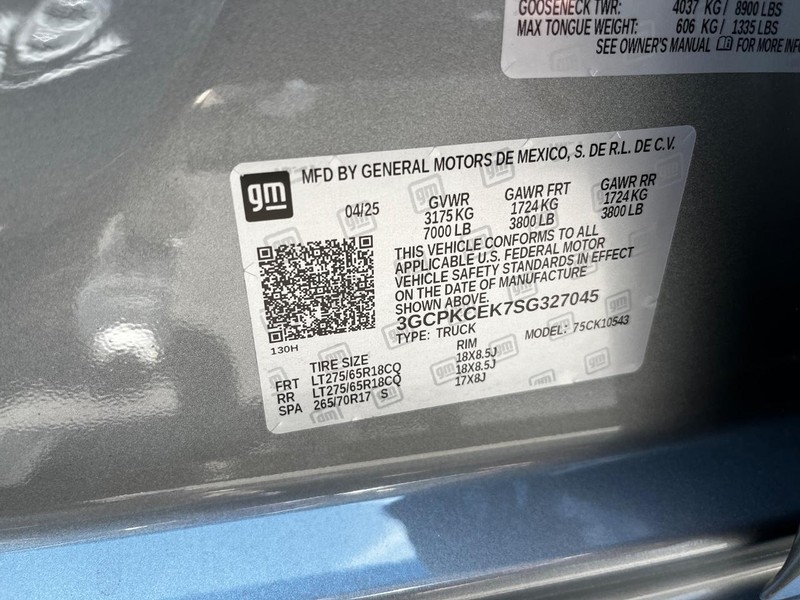 GOOSENECK TWR: 4037 KG / 8900 LBS
MAX TONGUE WEIGHT: 606 KG / 1335 LBS
SEE OWNER'S MANUAL FOR MORE INFO
gm
MFD BY GENERAL MOTORS DE MEXICO, S. DE R.L. DE C.V.
04/25 GVWR GAWR FRT GAWR RR
3175 KG 1724 KG 1724 KG
7000 LB 3800 LB 3800 LB
THIS VEHICLE CONFORMS TO ALL
APPLICABLE U.S. FEDERAL MOTOR
VEHICLE SAFETY STANDARDS IN EFFECT
ON THE DATE OF MANUFACTURE
SHOWN ABOVE.
3GCPKCEK7SG327045
TYPE: TRUCK MODEL: 75CK10543
130H
TIRE SIZE RIM
FRT LT275/65R18CQ 18X8.5J
RR LT275/65R18CQ 18X8.5J
SPA 265/70R17 S 17X8J